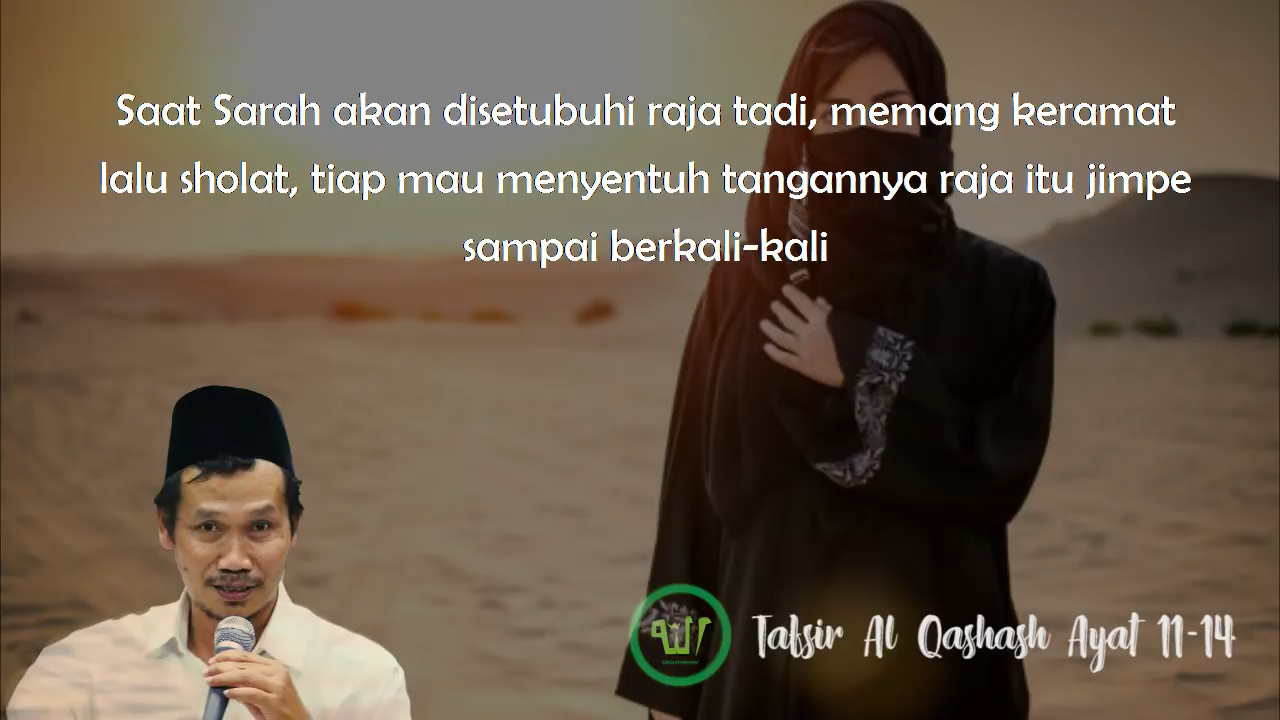 Saat Sarah akan disetubuhi raja tadi, memang keramat
lalu sholat, tiap mau menyentuh tangannya raja itu jimpe
sampai berkali-kali
Tafsir Al Qashash Ayat 11-14